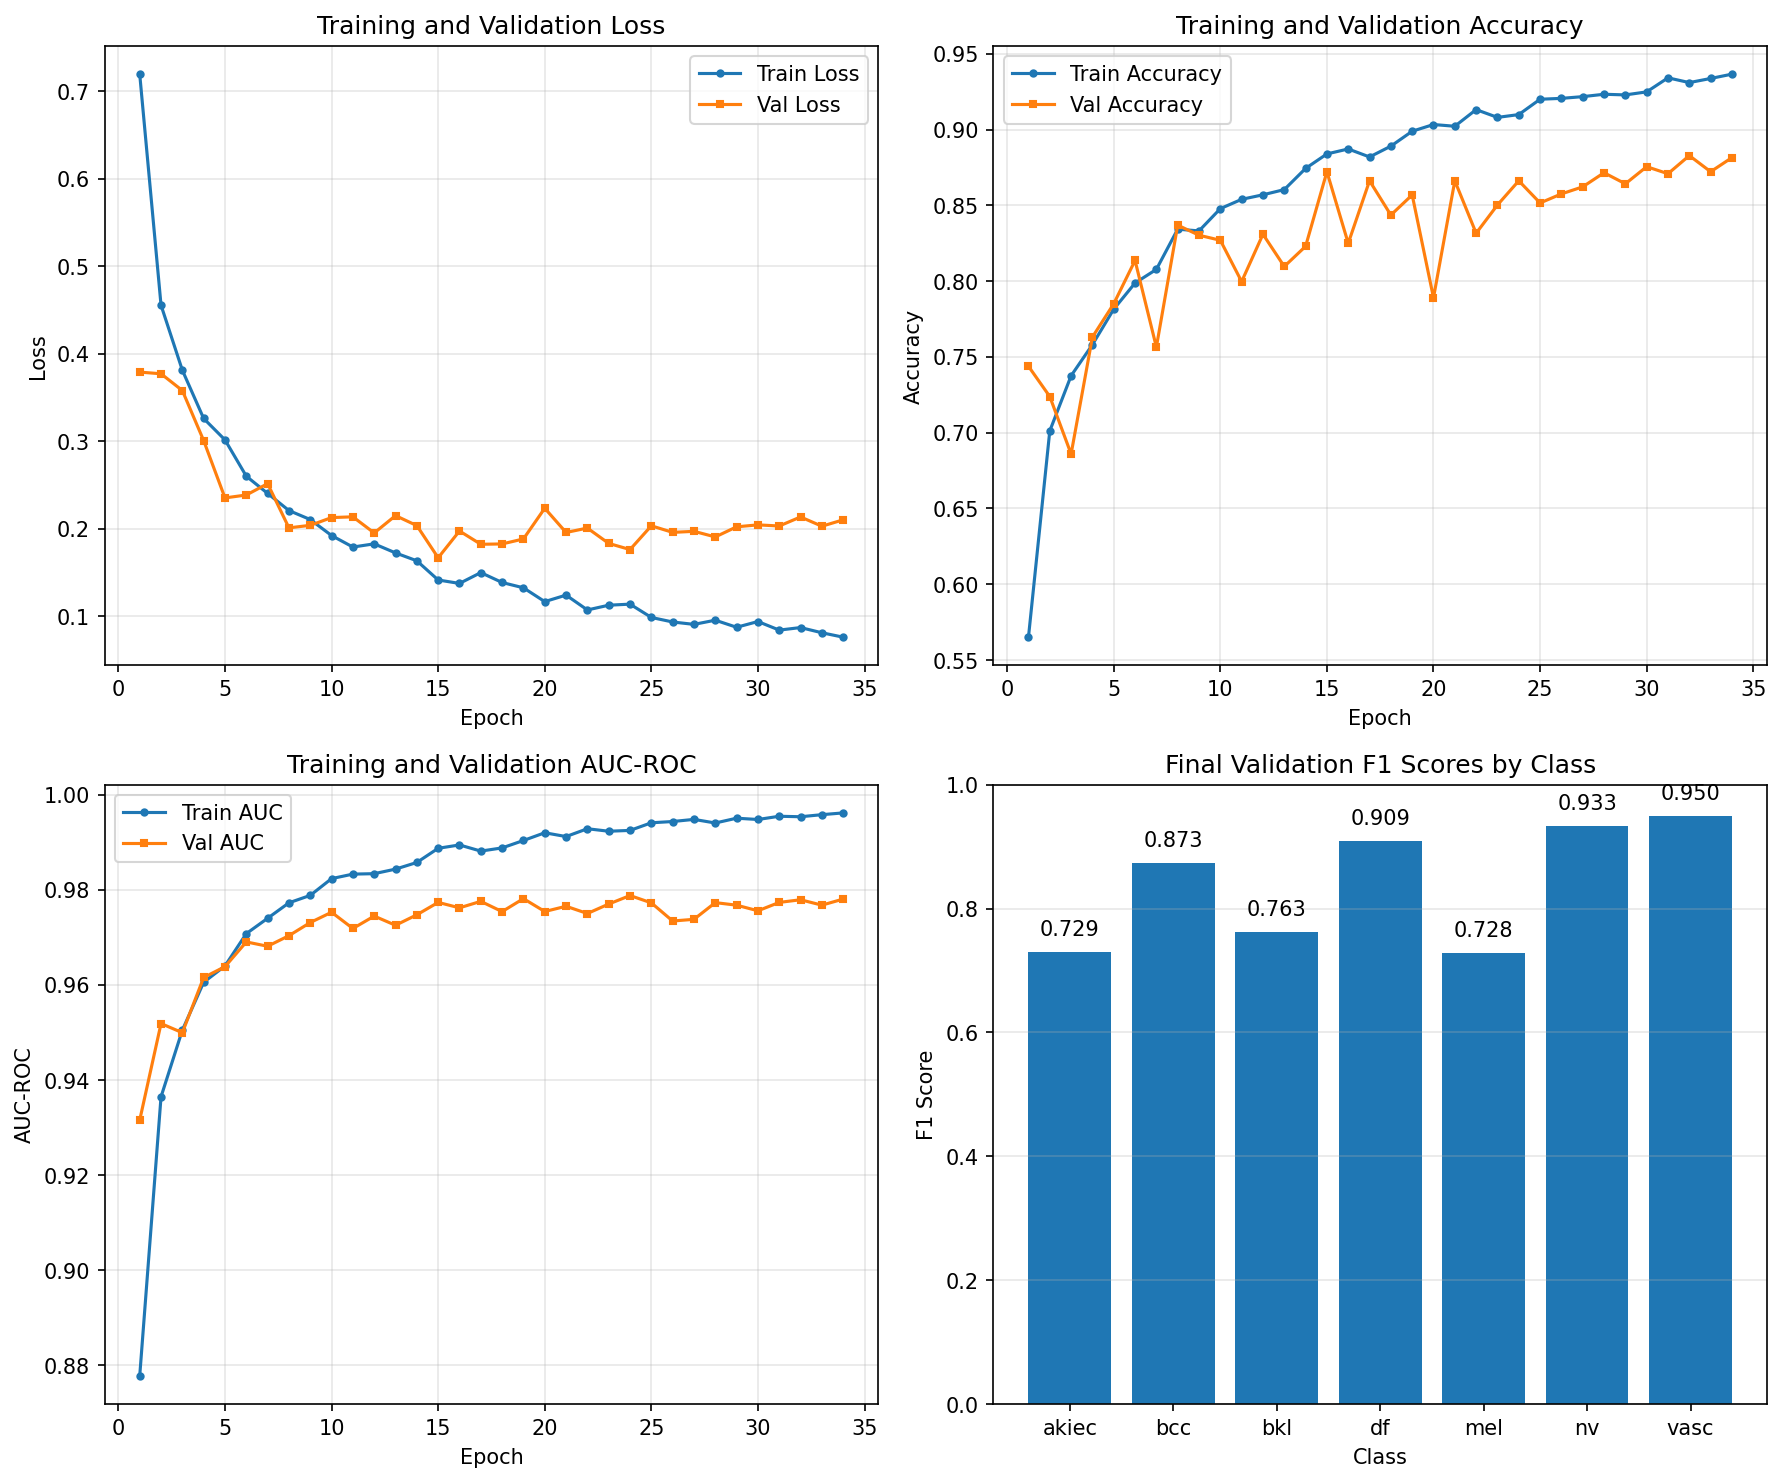 Training and Validation Loss
Train Loss
Val Loss
0.7
0.6
0.5
0.4
0.3
0.2
0.1
Loss
0 5 10 15 20 25 30 35
Epoch
Training and Validation Accuracy
Train Accuracy
Val Accuracy
0.95
0.90
0.85
0.80
0.75
0.70
0.65
0.60
0.55
Accuracy
0 5 10 15 20 25 30 35
Epoch
Training and Validation AUC-ROC
Train AUC
Val AUC
1.00
0.98
0.96
0.94
0.92
0.90
0.88
AUC-ROC
0 5 10 15 20 25 30 35
Epoch
Final Validation F1 Scores by Class
1.0
0.8
0.6
0.4
0.2
0.0
F1 Score
0.729 0.873 0.763 0.909 0.728 0.933 0.950
akiec bcc bkl df mel nv vasc
Class